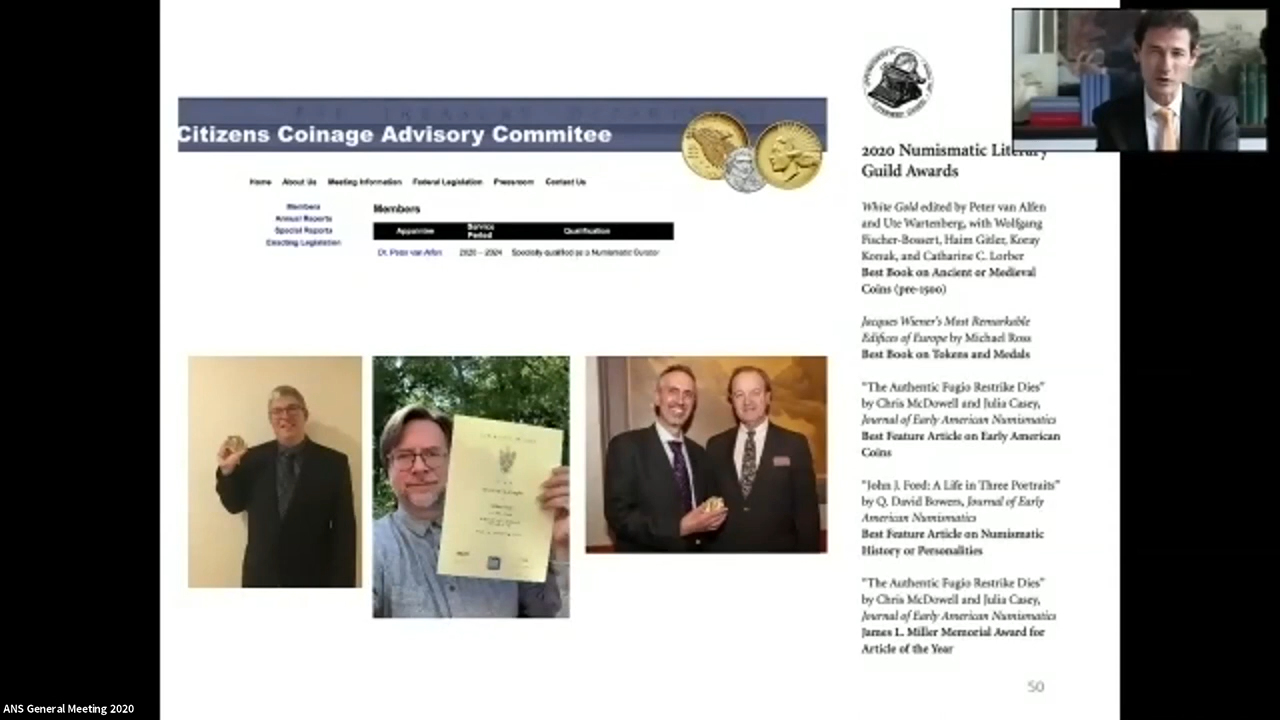 Citizens Coinage Advisory Commitee
Home About Us Meeting Information Federal Legislation Pressroom Contact Us
Members
Annual Reports
Special Reports
Enacting Legislation
Members
Appointee Service Period Qualification
Dr. Peter van Alfen 2020 – 2024 Specially qualified as a Numismatic Curator
2020 Numismatic Literary
Guild Awards
White Gold edited by Peter van Alfen
and Ute Wartenberg, with Wolfgang
Fischer-Bossert, Haim Gitler, Koray
Konuk, and Catharine C. Lorber
Best Book on Ancient or Medieval
Coins (pre-1500)
Jacques Wiener's Most Remarkable
Edifices of Europe by Michael Ross
Best Book on Tokens and Medals
"The Authentic Fugio Restrike Dies"
by Chris McDowell and Julia Casey,
Journal of Early American Numismatics
Best Feature Article on Early American
Coins
"John J. Ford: A Life in Three Portraits"
by Q. David Bowers, Journal of Early
American Numismatics
Best Feature Article on Numismatic
History or Personalities
"The Authentic Fugio Restrike Dies"
by Chris McDowell and Julia Casey,
Journal of Early American Numismatics
James L. Miller Memorial Award for
Article of the Year
50
ANS General Meeting 2020